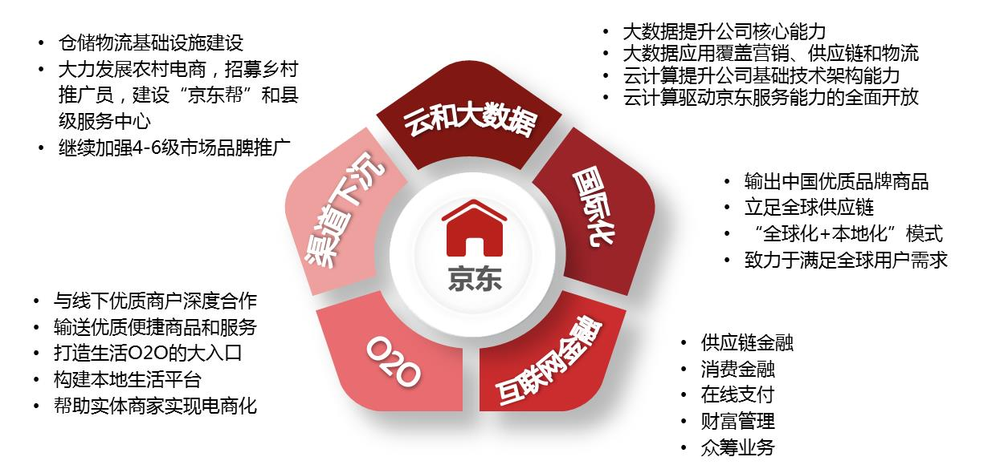 • 仓储物流基础设施建设
• 大力发展农村电商，招募乡村
推广员，建设“京东帮”和县
级服务中心
• 继续加强4-6级市场品牌推广
• 大数据提升公司核心能力
• 大数据应用覆盖营销、供应链和物流
• 云计算提升公司基础技术架构能力
• 云计算驱动京东服务能力的全面开放
云和大数据
渠道下沉
国际化
• 输出中国优质品牌商品
• 立足全球供应链
• “全球化+本地化”模式
• 致力于满足全球用户需求
京东
• 与线下优质商户深度合作
• 输送优质便捷商品和服务
• 打造生活O2O的大入口
• 构建本地生活平台
• 帮助实体商家实现电商化
O2O
互联网金融
• 供应链金融
• 消费金融
• 在线支付
• 财富管理
• 众筹业务